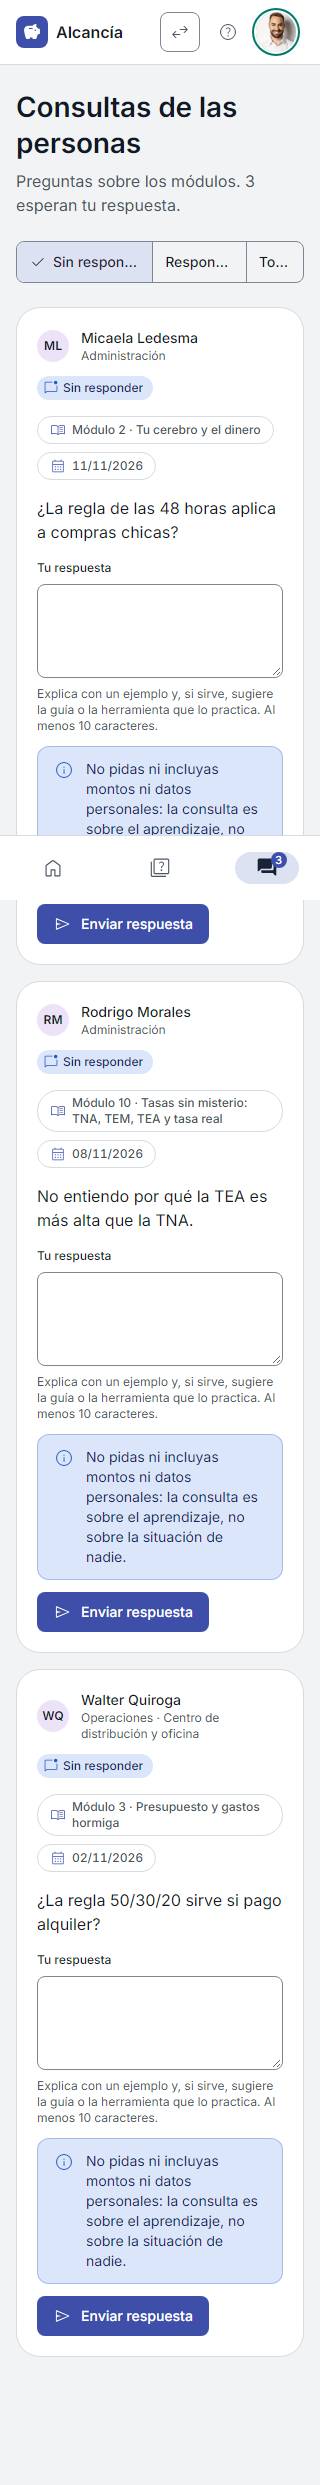 Alcancía
Consultas de las
personas
Preguntas sobre los módulos. 3
esperan tu respuesta.
Sin respon...
Respon...
To...
ML
Micaela Ledesma
Administración
Sin responder
Módulo 2 · Tu cerebro y el dinero
11/11/2026
¿La regla de las 48 horas aplica
a compras chicas?
Tu respuesta
Explica con un ejemplo y, si sirve, sugiere
la guía o la herramienta que lo practica. Al
menos 10 caracteres.
No pidas ni incluyas
montos ni datos
personales: la consulta es
sobre el aprendizaje, no
3
Enviar respuesta
RM
Rodrigo Morales
Administración
Sin responder
Módulo 10 · Tasas sin misterio:
TNA, TEM, TEA y tasa real
08/11/2026
No entiendo por qué la TEA es
más alta que la TNA.
Tu respuesta
Explica con un ejemplo y, si sirve, sugiere
la guía o la herramienta que lo practica. Al
menos 10 caracteres.
No pidas ni incluyas
montos ni datos
personales: la consulta es
sobre el aprendizaje, no
sobre la situación de
nadie.
Enviar respuesta
WQ
Walter Quiroga
Operaciones · Centro de
distribución y oficina
Sin responder
Módulo 3 · Presupuesto y gastos
hormiga
02/11/2026
¿La regla 50/30/20 sirve si pago
alquiler?
Tu respuesta
Explica con un ejemplo y, si sirve, sugiere
la guía o la herramienta que lo practica. Al
menos 10 caracteres.
No pidas ni incluyas
montos ni datos
personales: la consulta es
sobre el aprendizaje, no
sobre la situación de
nadie.
Enviar respuesta